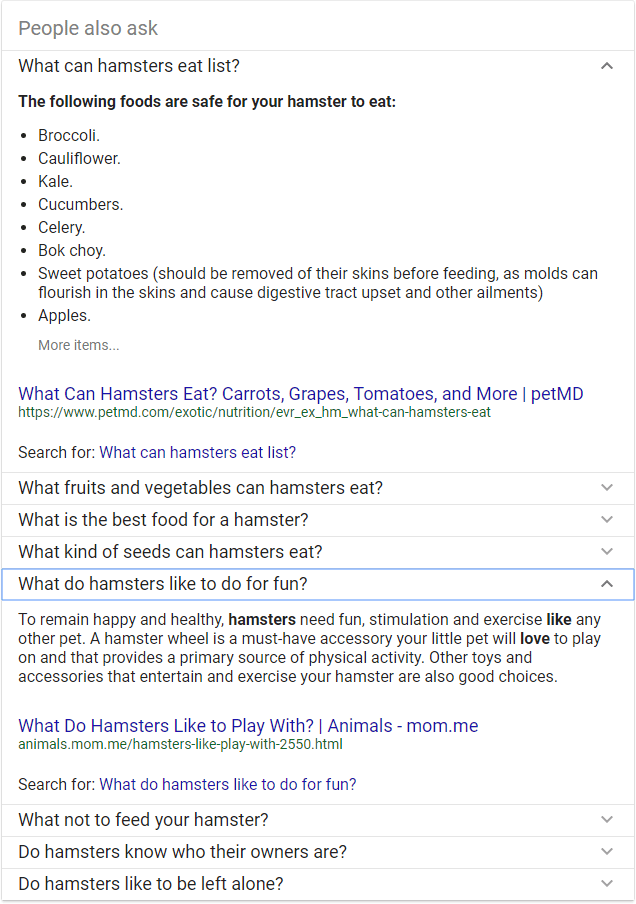 People also ask
What can hamsters eat list?
The following foods are safe for your hamster to eat:
• Broccoli.
• Cauliflower.
• Kale.
• Cucumbers.
• Celery.
• Bok choy.
• Sweet potatoes (should be removed of their skins before feeding, as molds can
flourish in the skins and cause digestive tract upset and other ailments)
• Apples.
More items...
What Can Hamsters Eat? Carrots, Grapes, Tomatoes, and More | petMD
https://www.petmd.com/exotic/nutrition/evr_ex_hm_what-can-hamsters-eat
Search for: What can hamsters eat list?
What fruits and vegetables can hamsters eat?
What is the best food for a hamster?
What kind of seeds can hamsters eat?
What do hamsters like to do for fun?
To remain happy and healthy, hamsters need fun, stimulation and exercise like any
other pet. A hamster wheel is a must-have accessory your little pet will love to play
on and that provides a primary source of physical activity. Other toys and
accessories that entertain and exercise your hamster are also good choices.
What Do Hamsters Like to Play With? | Animals - mom.me
animals.mom.me/hamsters-like-play-with-2550.html
Search for: What do hamsters like to do for fun?
What not to feed your hamster?
Do hamsters know who their owners are?
Do hamsters like to be left alone?